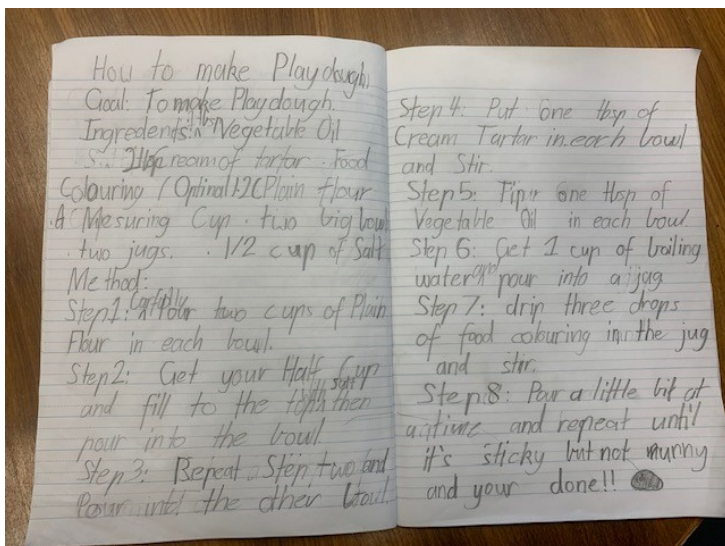 How to make Playdough
Goal: To make Playdough.
Ingredents: Vegetable Oil
cream of tartar . Food
Colouring (Optinal) 2C Plain flour
A Mesuring Cup . two big bowl
. two jugs. . 1/2 cup of Salt
Method:
Step1: Carfully Pour two cups of Plain
Flour in each bowl.
Step2: Get your Half Cup
and fill to the top with salt then
pour into the bowl
Step3: Repeat Step two and
Pour into the other bowl.
Step4: Put one tbsp of
Cream Tartar in each bowl
and Stir.
Step5: Tip one tbsp of
Vegetable Oil in each bowl.
Step 6: Get 1 cup of boiling
water and pour into a jug
Step 7: drip three drops
of food colouring in the jug
and stir.
Step 8: Pour a little bit at
a time and repeat until
it's sticky but not runny
and your done!!